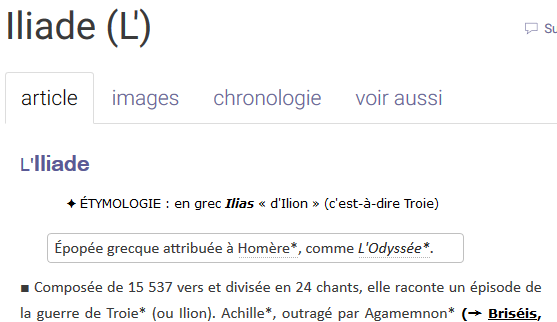 Iliade (L')
Su
article images chronologie voir aussi
L'Iliade
✦ ÉTYMOLOGIE : en grec Ilias « d'Ilion » (c'est-à-dire Troie)
Épopée grecque attribuée à Homère*, comme L'Odyssée*.
■ Composée de 15 537 vers et divisée en 24 chants, elle raconte un épisode de
la guerre de Troie* (ou Ilion). Achille*, outragé par Agamemnon* (→ Briséis,